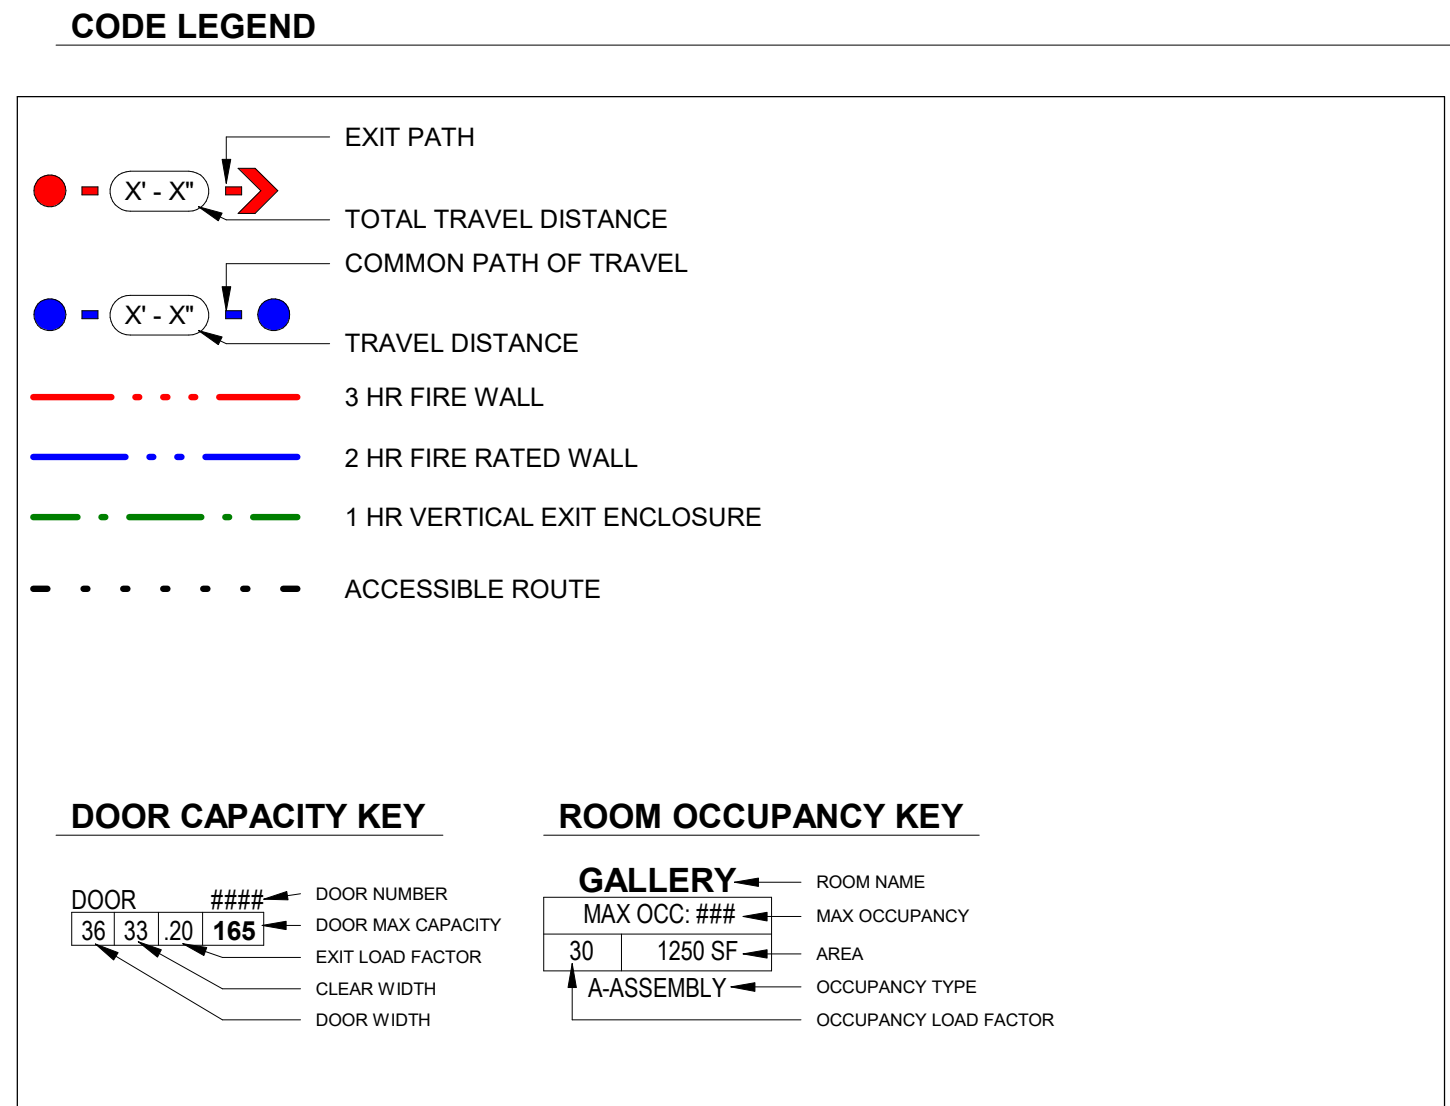 CODE LEGEND
EXIT PATH
X' - X"
TOTAL TRAVEL DISTANCE
COMMON PATH OF TRAVEL
X' - X"
TRAVEL DISTANCE
3 HR FIRE WALL
2 HR FIRE RATED WALL
1 HR VERTICAL EXIT ENCLOSURE
ACCESSIBLE ROUTE
DOOR CAPACITY KEY
DOOR ####
36 33 .20 165
DOOR NUMBER
DOOR MAX CAPACITY
EXIT LOAD FACTOR
CLEAR WIDTH
DOOR WIDTH
ROOM OCCUPANCY KEY
GALLERY
MAX OCC: ###
30 1250 SF
A-ASSEMBLY
ROOM NAME
MAX OCCUPANCY
AREA
OCCUPANCY TYPE
OCCUPANCY LOAD FACTOR